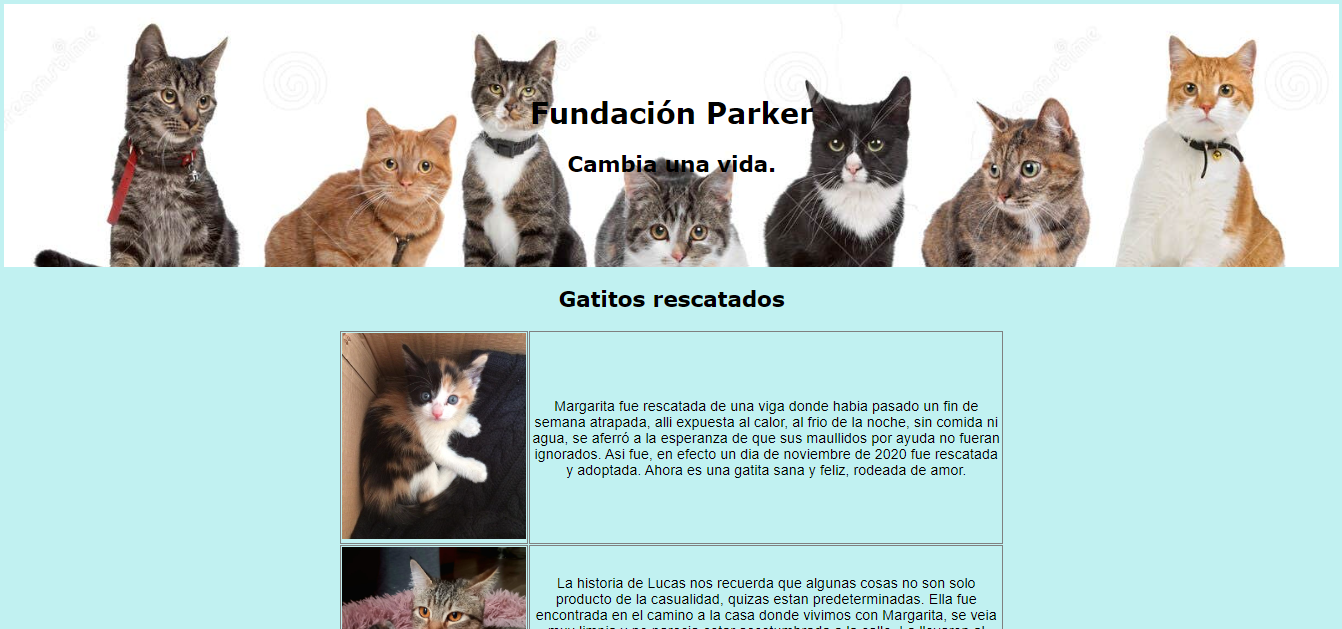 Fundación Parker
Cambia una vida.
Gatitos rescatados
Margarita fue rescatada de una viga donde habia pasado un fin de
semana atrapada, alli expuesta al calor, al frio de la noche, sin comida ni
agua, se aferró a la esperanza de que sus maullidos por ayuda no fueran
ignorados. Asi fue, en efecto un dia de noviembre de 2020 fue rescatada
y adoptada. Ahora es una gatita sana y feliz, rodeada de amor.
La historia de Lucas nos recuerda que algunas cosas no son solo
producto de la casualidad, quizas estan predeterminadas. Ella fue
encontrada en el camino a la casa donde vivimos con Margarita, se veia